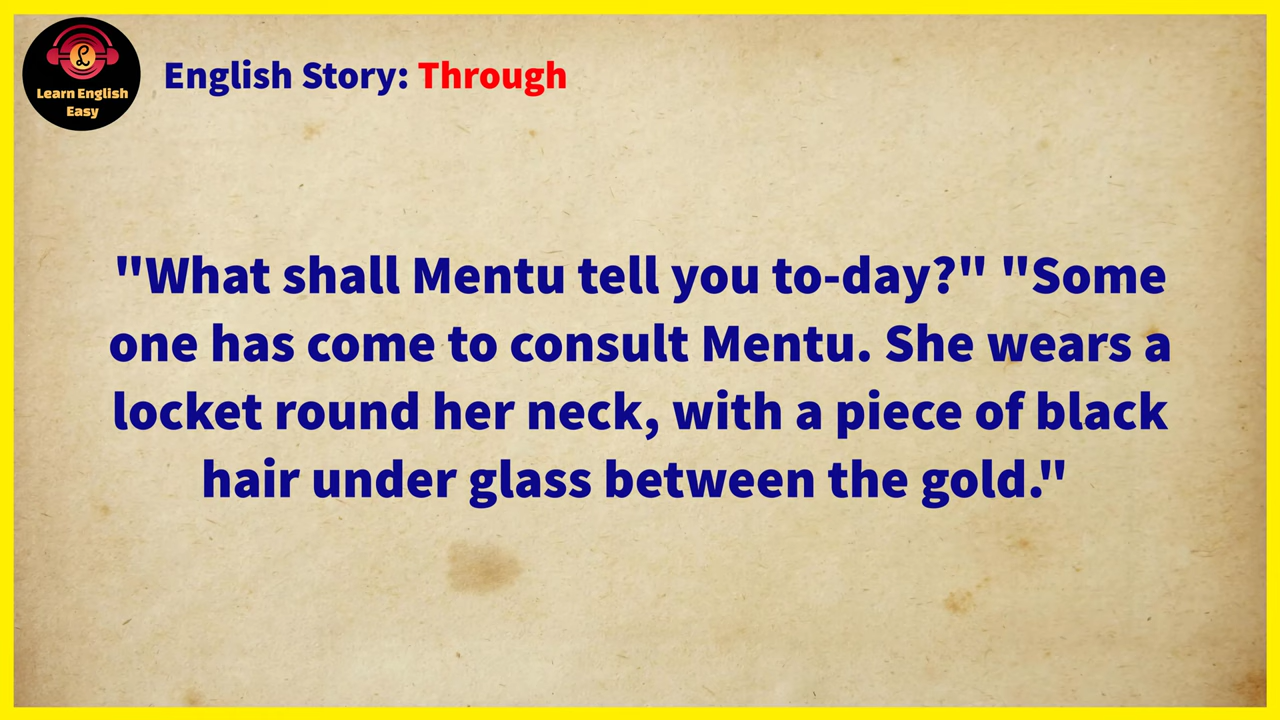 Learn English
Easy
English Story: Through
"What shall Mentu tell you to-day?" "Some
one has come to consult Mentu. She wears a
locket round her neck, with a piece of black
hair under glass between the gold."